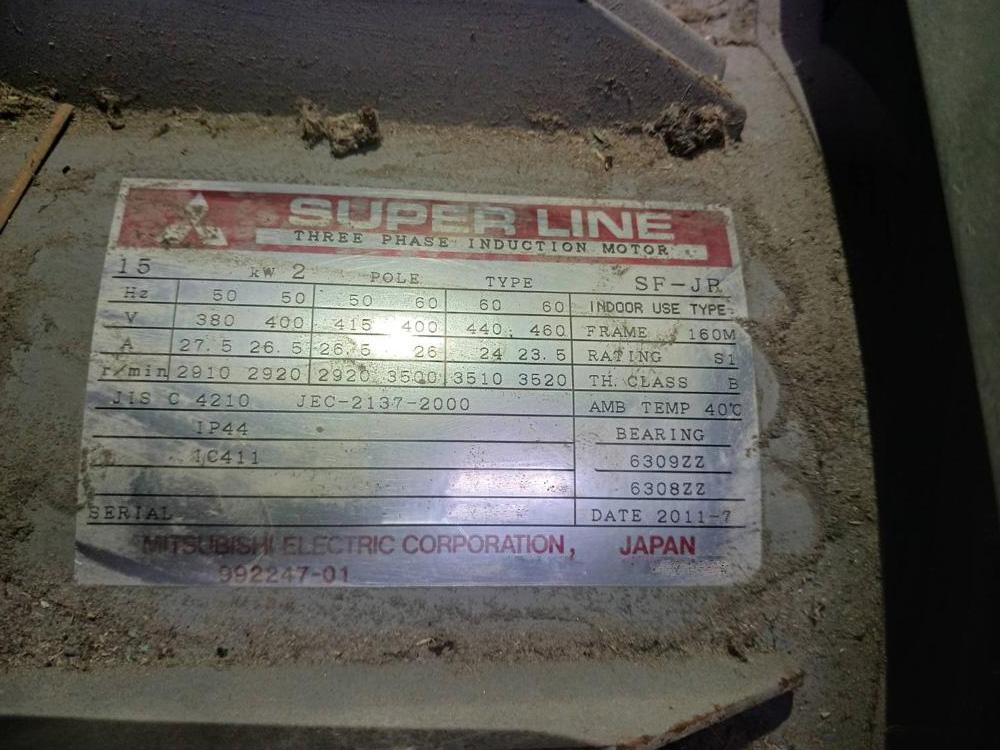 SUPER LINE
THREE PHASE INDUCTION MOTOR
15 kW 2 POLE TYPE SF-JR
Hz 50 50 50 60 60 60 INDOOR USE TYPE
V 380 400 415 400 440 460 FRAME 160M
A 27.5 26.5 26.5 26 24 23.5 RATING S1
r/min 2910 2920 2920 3500 3510 3520 TH. CLASS B
JIS C 4210 JEC-2137-2000 AMB TEMP 40℃
IP44 BEARING
IC411 6309ZZ
6308ZZ
SERIAL DATE 2011-7
MITSUBISHI ELECTRIC CORPORATION, JAPAN
992247-01